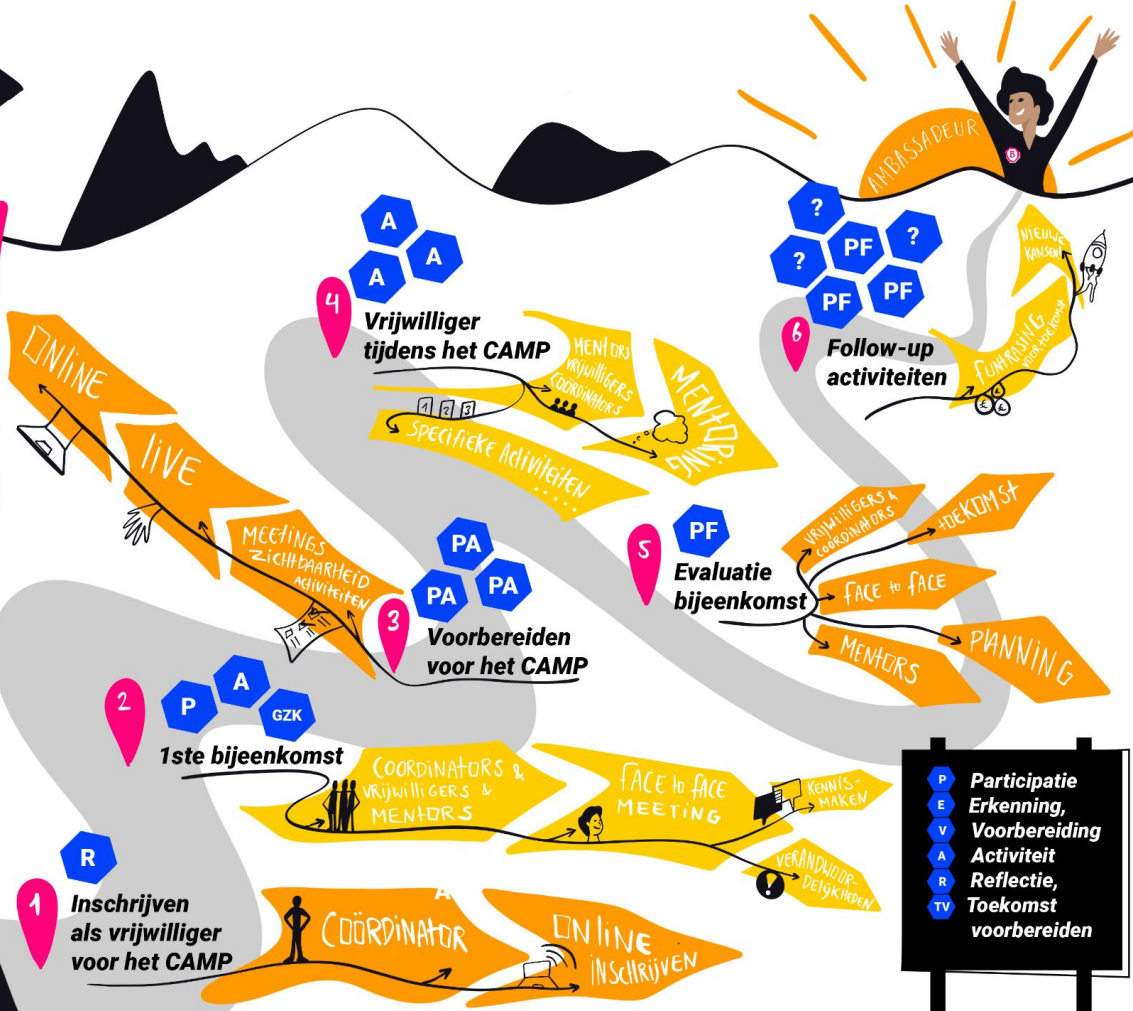 AMBASSADEUR
B
?
?
?
PF
PF
PF
6
Follow-up
activiteiten
NIEUWE
KANSEN!
FUNTRASING
VOOR TOEKOMST
£
£
A
A
A
4
Vrijwilliger
tijdens het CAMP
MENTORS
VRIJWILLIGERS
COORDINATORS
MENTORING
1 2 3
SPECIFIEKE ACTIVITEITEN
.....
ONLINE
LIVE
MEETINGS
ZICHTBAARHEID
ACTIVITEITEN
PA
PA
PA
3
Voorbereiden
voor het CAMP
5
PF
Evaluatie
bijeenkomst
VRIJWILLIGERS &
COORDINATORS
TOEKOMST
FACE to FACE
MENTORS
PLANNING
2
P
A
GZK
1ste bijeenkomst
COORDINATORS &
VRIJWILLIGERS &
MENTORS
FACE to FACE
MEETING
KENNIS-
MAKEN
VERANDWOOR-
DELIJKHEDEN
!
1
R
Inschrijven
als vrijwilliger
voor het CAMP
A
COÖRDINATOR
ONLINE
INSCHRIJVEN
P Participatie
E Erkenning,
V Voorbereiding
A Activiteit
R Reflectie,
TV Toekomst
voorbereiden